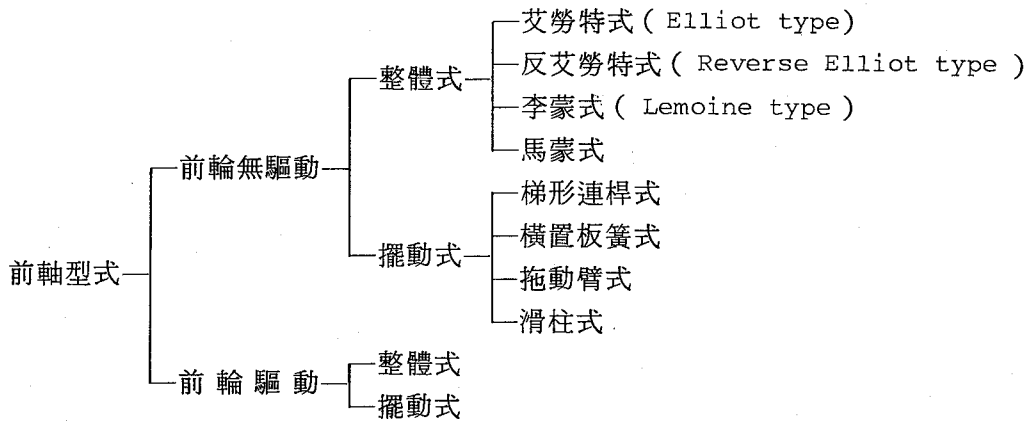 艾勞特式 ( Elliot type)
反艾勞特式 ( Reverse Elliot type )
整體式
李蒙式 ( Lemoine type )
馬蒙式
前輪無驅動
梯形連桿式
橫置板簧式
擺動式
前軸型式
拖動臂式
滑柱式
整體式
前輪驅動
擺動式